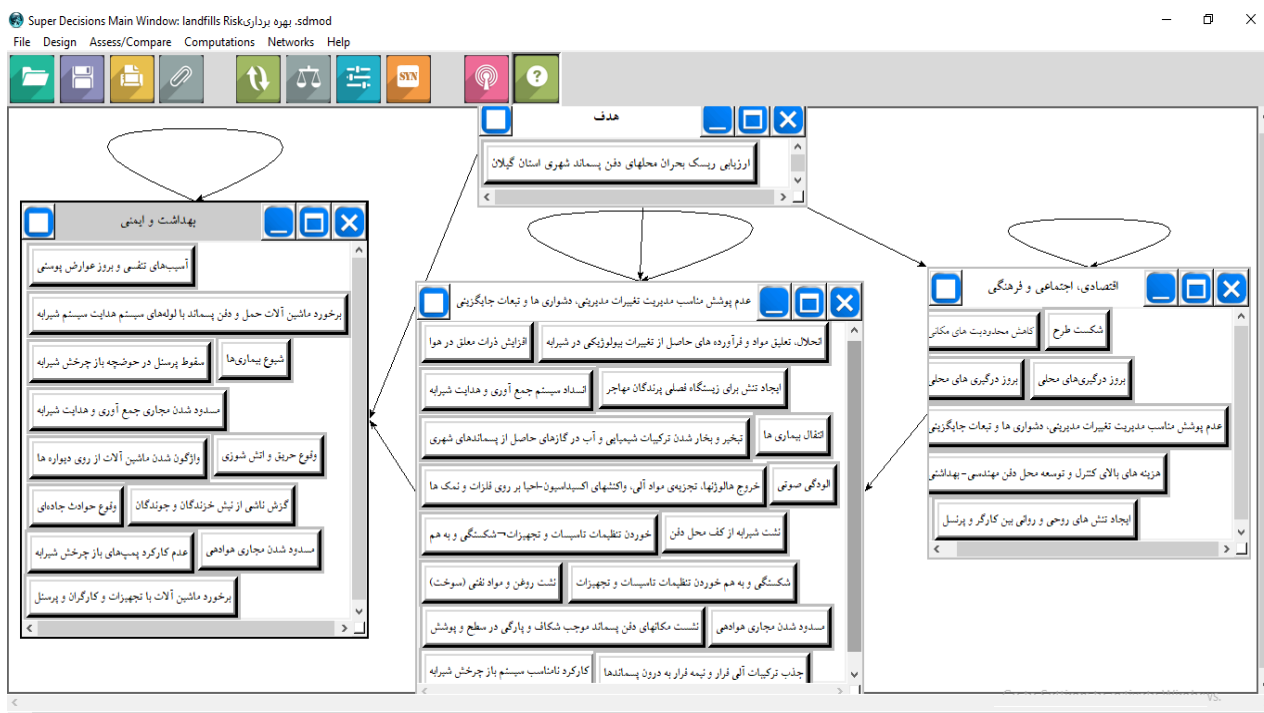 Super Decisions Main Window: landfills Riskبهره برداری.sdmod
File Design Assess/Compare Computations Networks Help
SYN
هدف
ارزیابی ریسک بحران محلهای دفن پسماند شهری استان گیلان
بهداشت و ایمنی
آسیب‌های تنفسی و بروز عوارض پوستی
برخورد ماشین آلات حمل و دفن پسماند با لوله‌های سیستم هدایت سیستم شیرابه
سقوط پرسنل در حوضچه باز چرخش شیرابه
شیوع بیماری‌ها
مسدود شدن مجاری جمع آوری و هدایت شیرابه
واژگون شدن ماشین آلات از روی دیواره ها
وقوع حریق و اتش شوزی
وقوع حوادث جاده‌ای
گزش ناشی از نیش خزندگان و جوندگان
عدم کارکرد پمپ‌های باز چرخش شیرابه
مسدود شدن مجاری هوادهی
برخورد ماشین آلات با تجهیزات و کارگران و پرسنل
عدم پوشش مناسب مدیریت تغییرات مدیریتی، دشواری ها و تبعات جایگزینی
افزایش ذرات معلق در هوا
انحلال، تعلیق مواد و فرآورده های حاصل از تغییرات بیولوژیکی در شیرابه
انسداد سیستم جمع آوری و هدایت شیرابه
ایجاد تنش برای زیستگاه فصلی پرندگان مهاجر
تبخیر و بخار شدن ترکیبات شیمیایی و آب در گازهای حاصل از پسماندهای شهری
انتقال بیماری ها
خروج هالوژنها، تجزیه‌ی مواد آلی، واکنشهای اکسیداسیون-احیا بر روی فلزات و نمک ها
الودگی صوتی
خوردن تنظیمات تاسیسات و تجهیزات¬شکستگی و به هم
نشت شیرابه از کف محل دفن
نشت روغن و مواد نفتی (سوخت)
شکستگی و به هم خوردن تنظیمات تاسیسات و تجهیزات
نشست مکانهای دفن پسماند موجب شکاف و پارگی در سطح و پوشش
مسدود شدن مجاری هوادهی
کارکرد نامناسب سیستم باز چرخش شیرابه
جذب ترکیبات آلی فرار و نیمه فرار به درون پسماندها
اقتصادی، اجتماعی و فرهنگی
کاهش محدودیت های مکانی
شکست طرح
بروز درگیری های محلی
بروز درگیری‌های محلی
عدم پوشش مناسب مدیریت تغییرات مدیریتی، دشواری ها و تبعات جایگزینی
هزینه های بالای کنترل و توسعه محل دفن مهندسی-بهداشتی
ایجاد تنش های روحی و روانی بین کارگر و پرنسل